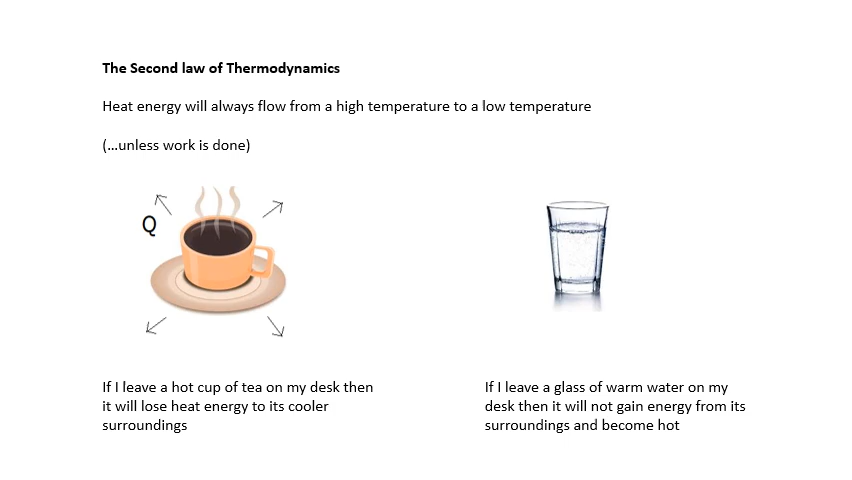 The Second law of Thermodynamics
Heat energy will always flow from a high temperature to a low temperature
(...unless work is done)
Q
If I leave a hot cup of tea on my desk then
it will lose heat energy to its cooler
surroundings
If I leave a glass of warm water on my
desk then it will not gain energy from its
surroundings and become hot